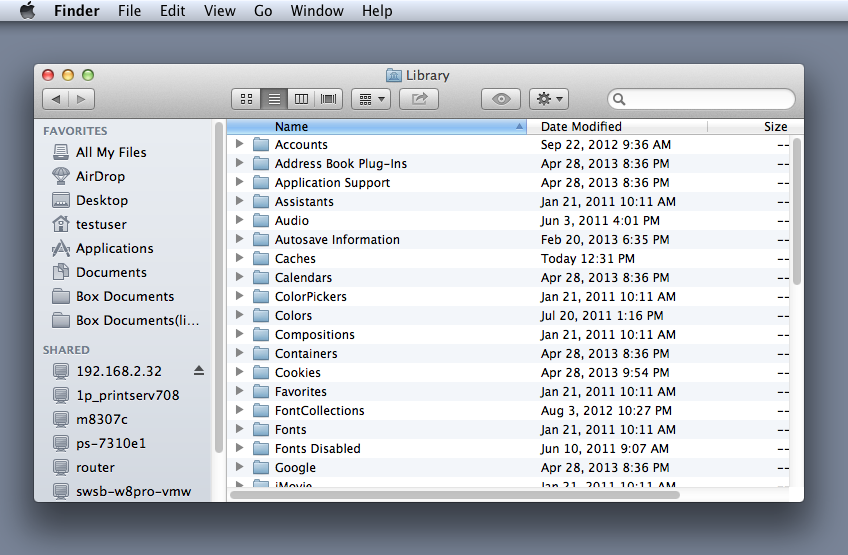 Finder File Edit View Go Window Help
Library
FAVORITES
All My Files
AirDrop
Desktop
testuser
Applications
Documents
Box Documents
Box Documents(li...
SHARED
192.168.2.32
1p_printserv708
m8307c
ps-7310e1
router
swsb-w8pro-vmw
Name Date Modified Size
Accounts Sep 22, 2012 9:36 AM --
Address Book Plug-Ins Apr 28, 2013 8:36 PM --
Application Support Apr 28, 2013 8:36 PM --
Assistants Jan 21, 2011 10:11 AM --
Audio Jun 3, 2011 4:01 PM --
Autosave Information Feb 20, 2013 6:35 PM --
Caches Today 12:31 PM --
Calendars Apr 28, 2013 8:36 PM --
ColorPickers Jan 21, 2011 10:11 AM --
Colors Jul 20, 2011 1:16 PM --
Compositions Jan 21, 2011 10:11 AM --
Containers Apr 28, 2013 8:36 PM --
Cookies Apr 28, 2013 9:54 PM --
Favorites Jan 21, 2011 10:11 AM --
FontCollections Aug 3, 2012 10:27 PM --
Fonts Jan 21, 2011 10:11 AM --
Fonts Disabled Jun 10, 2011 9:07 AM --
Google Apr 28, 2013 8:36 PM --
iMovie Jan 21, 2011 10:11 AM --